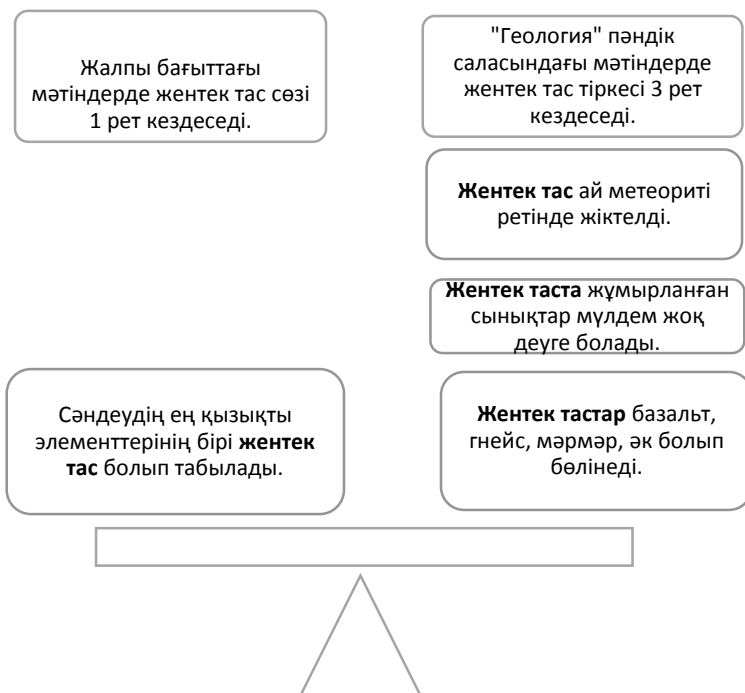 Жалпы бағыттағы
мәтіндерде жентек тас сөзі
1 рет кездеседі.
"Геология" пәндік
саласындағы мәтіндерде
жентек тас тіркесі 3 рет
кездеседі.
Жентек тас ай метеориті
ретінде жіктелді.
Жентек таста жұмырланған
сынықтар мүлдем жоқ
деуге болады.
Сәндеудің ең қызықты
элементтерінің бірі жентек
тас болып табылады.
Жентек тастар базальт,
гнейс, мәрмәр, әк болып
бөлінеді.